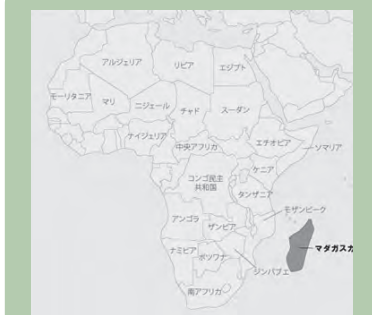 アルジェリア
リビア
エジプト
モーリタニア
マリ
ニジェール
チャド
スーダン
ナイジェリア
中央アフリカ
エチオピア
ソマリア
ケニア
コンゴ民主
共和国
タンザニア
モザンビーク
アンゴラ
ザンビア
マダガスカ
ナミビア
ボツワナ
ジンバブエ
南アフリカ